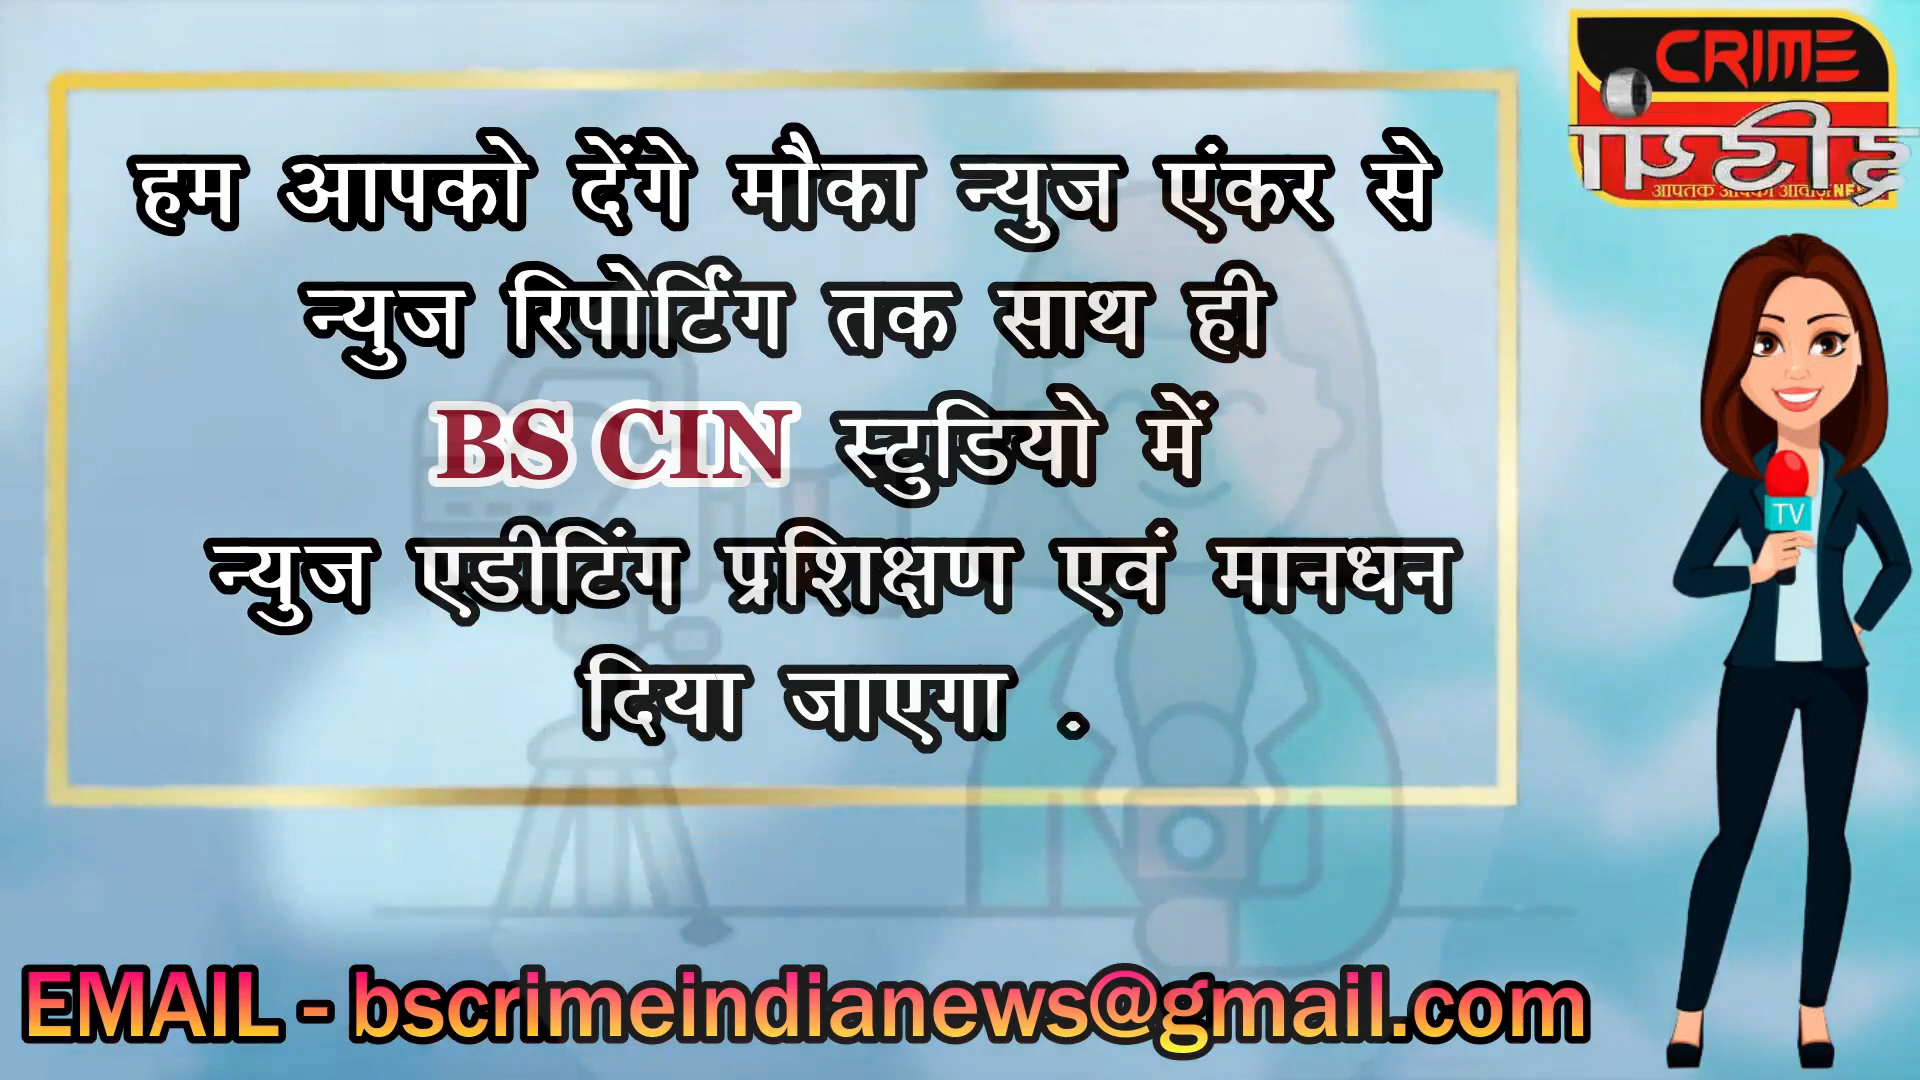 CRIME
हम आपको देंगे मौका न्युज एंकर से
न्युज रिपोर्टिंग तक साथ ही
BS CIN स्टुडियो में
न्युज एडीटिंग प्रशिक्षण एवं मानधन
दिया जाएगा .
TV
EMAIL - bscrimeindianews@gmail.com